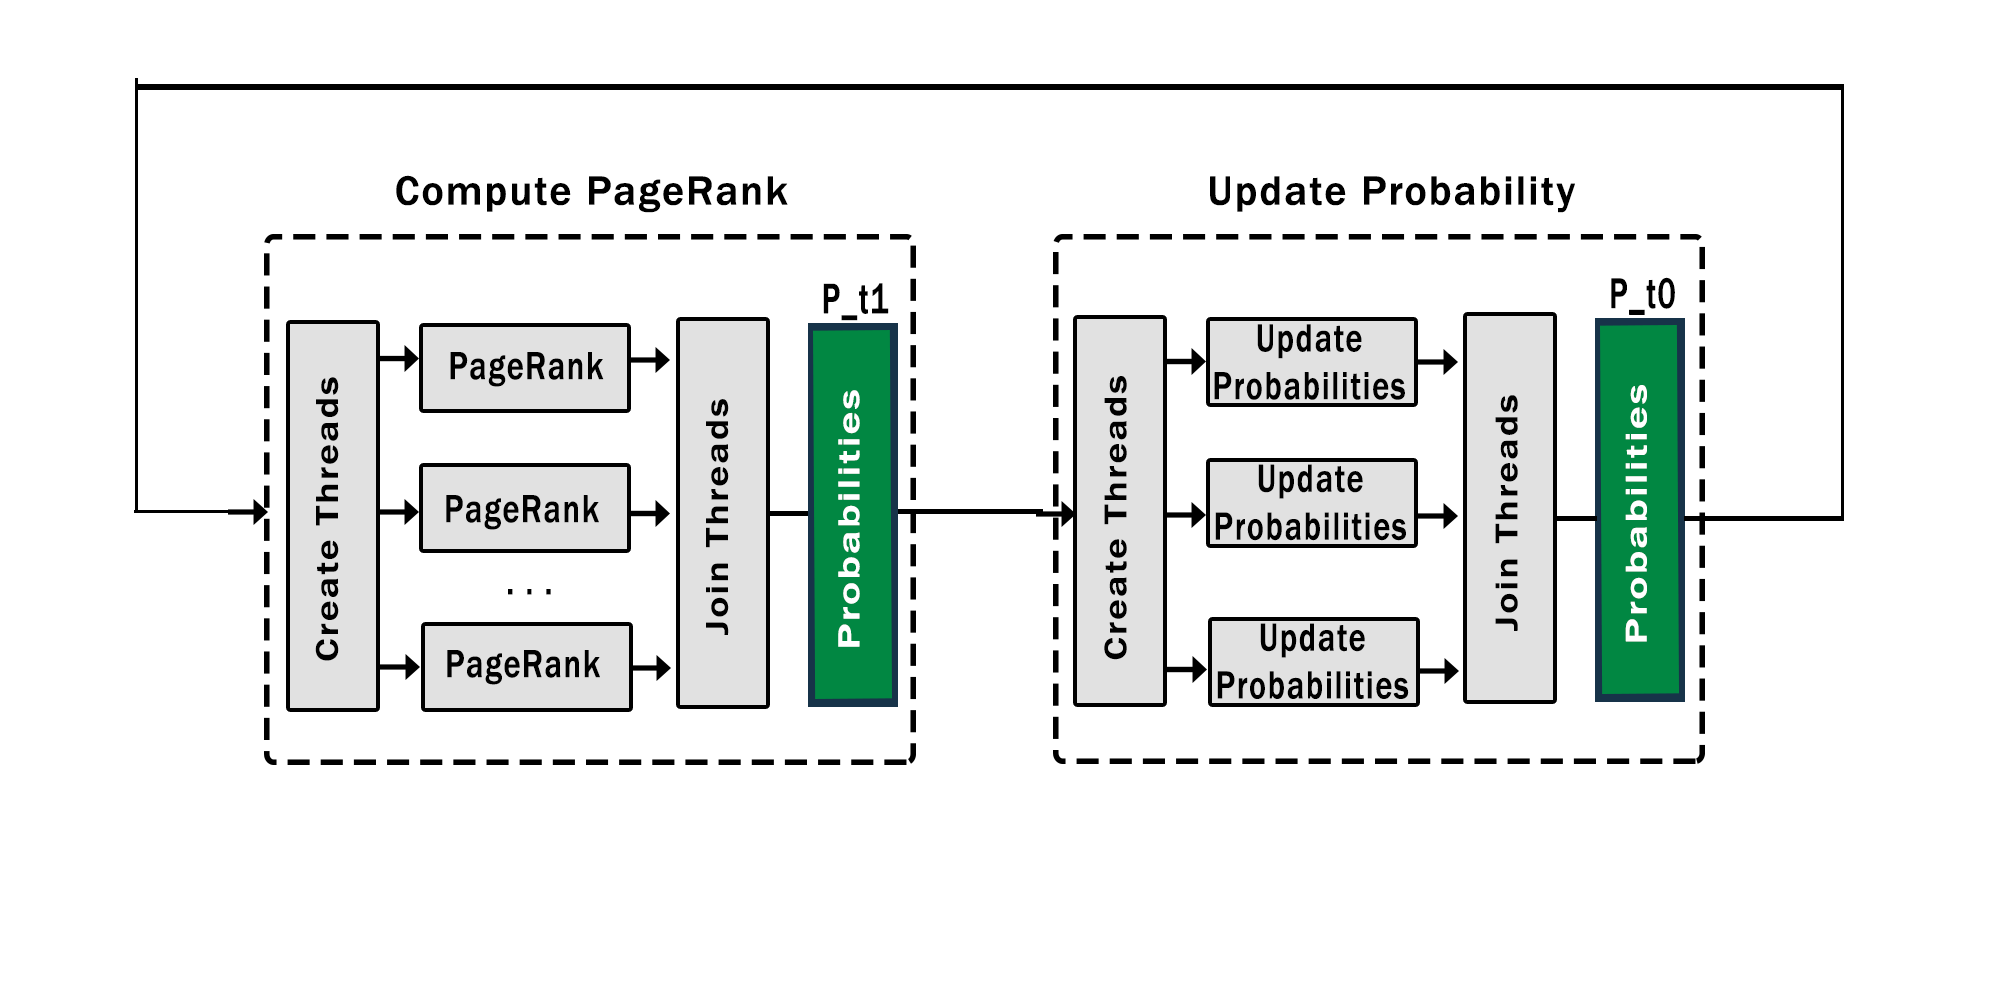 Compute PageRank
Update Probability
P_t1
Create Threads
PageRank
PageRank
...
PageRank
Join Threads
Probabilities
P_t0
Create Threads
Update
Probabilities
Update
Probabilities
Update
Probabilities
Join Threads
Probabilities